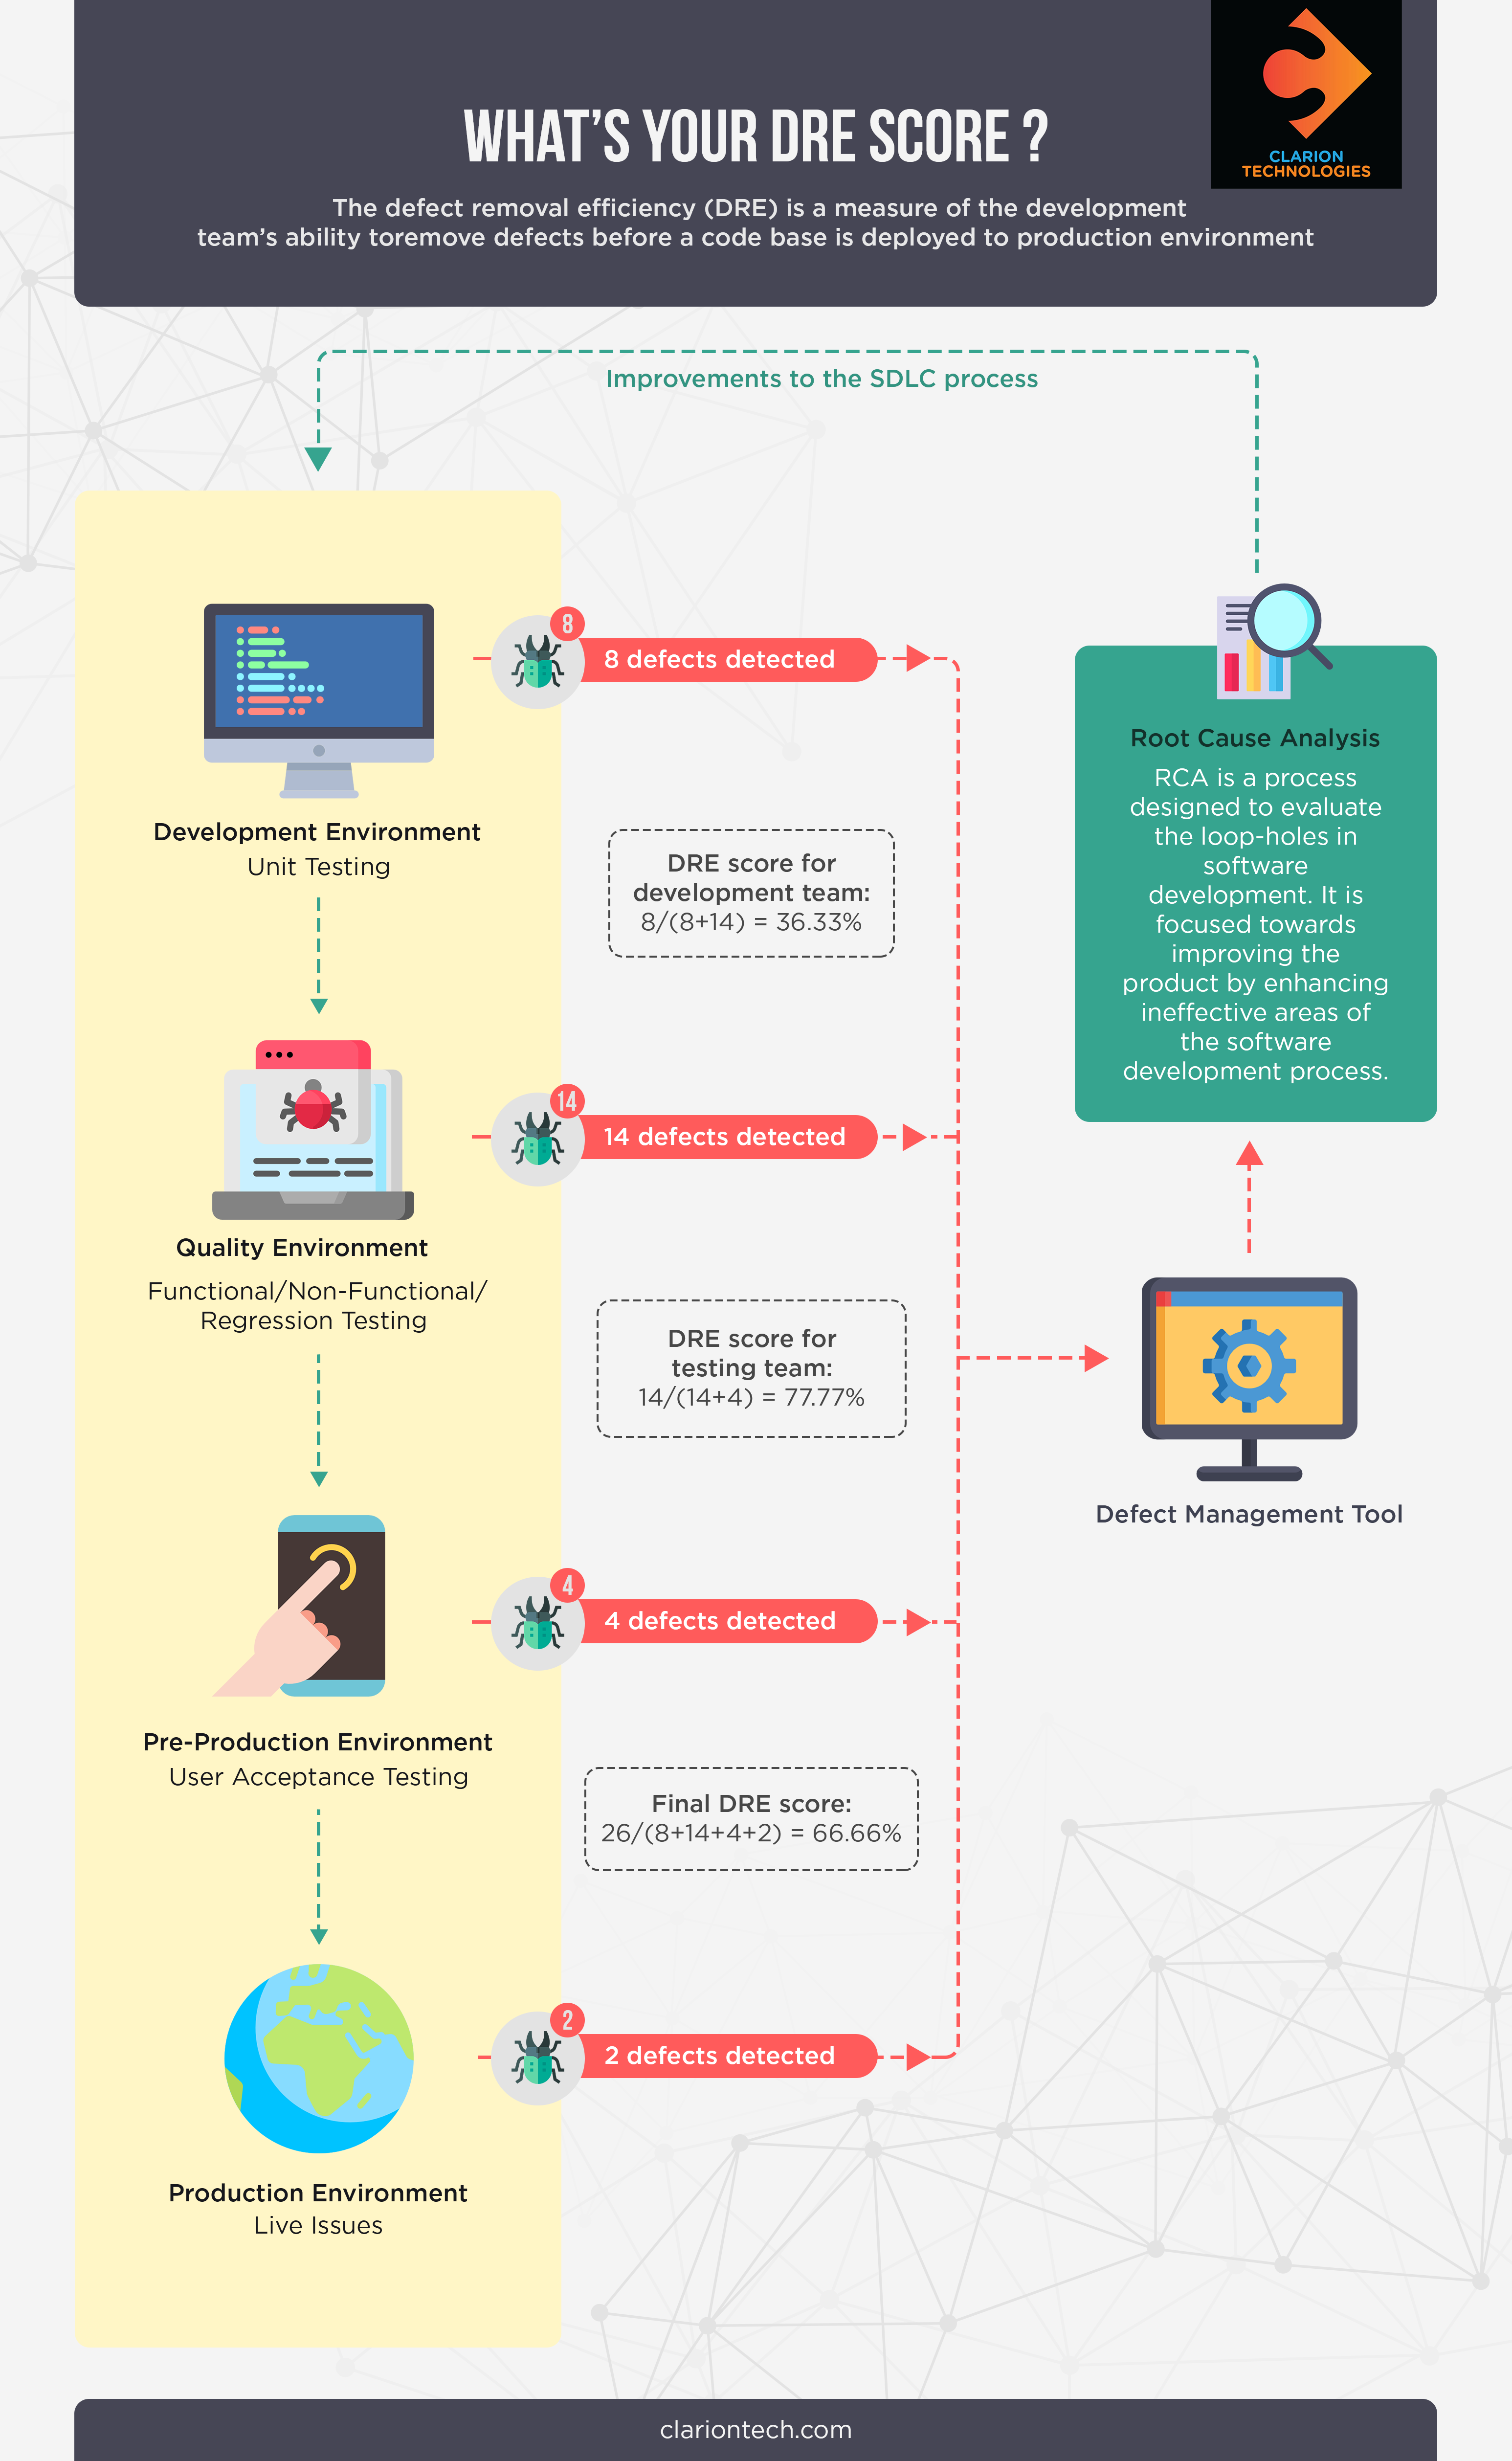 CLARION
TECHNOLOGIES
WHAT'S YOUR DRE SCORE ?
The defect removal efficiency (DRE) is a measure of the development
team's ability toremove defects before a code base is deployed to production environment
Improvements to the SDLC process
8
8 defects detected
Development Environment
Unit Testing
DRE score for
development team:
8/(8+14) = 36.33%
Root Cause Analysis
RCA is a process
designed to evaluate
the loop-holes in
software
development. It is
focused towards
improving the
product by enhancing
ineffective areas of
the software
development process.
14
14 defects detected
Quality Environment
Functional/Non-Functional/
Regression Testing
DRE score for
testing team:
14/(14+4) = 77.77%
Defect Management Tool
4
4 defects detected
Pre-Production Environment
User Acceptance Testing
Final DRE score:
26/(8+14+4+2) = 66.66%
2
2 defects detected
Production Environment
Live Issues
clariontech.com